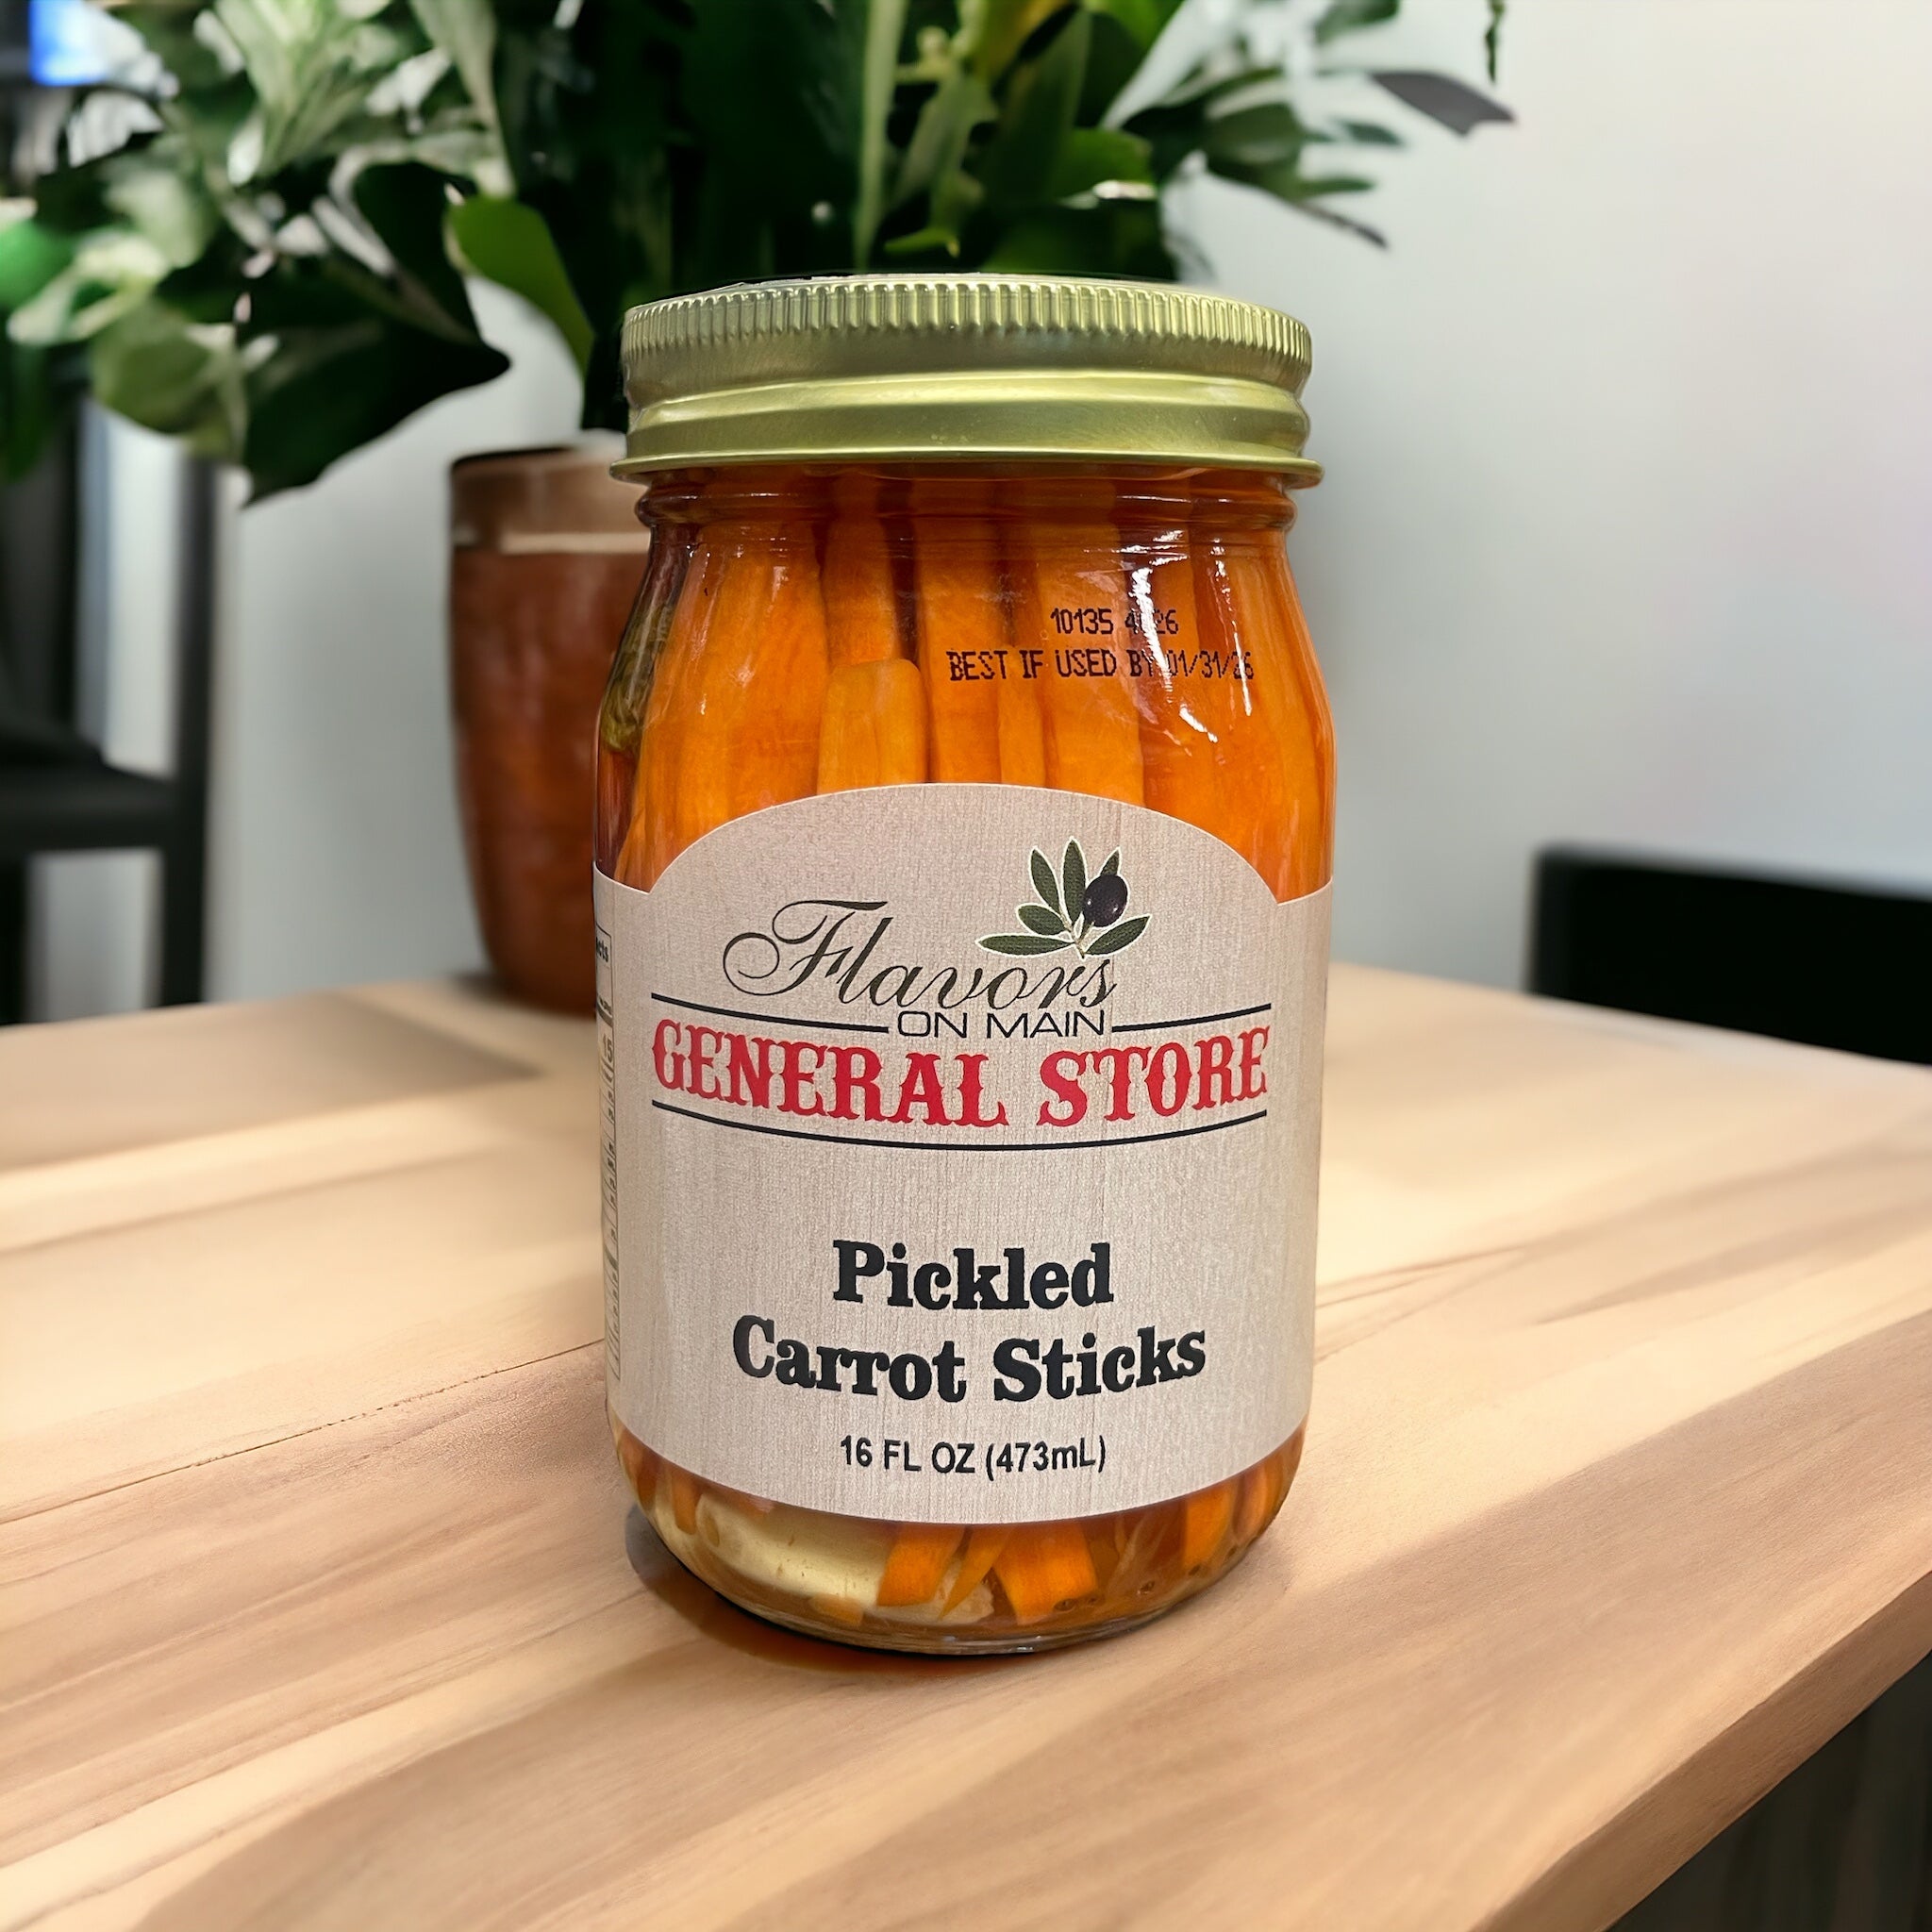 10135
BEST IF USED BY 01/31/26
Flavors
ON MAIN
GENERAL STORE
Pickled
Carrot Sticks
16 FL OZ (473mL)
15